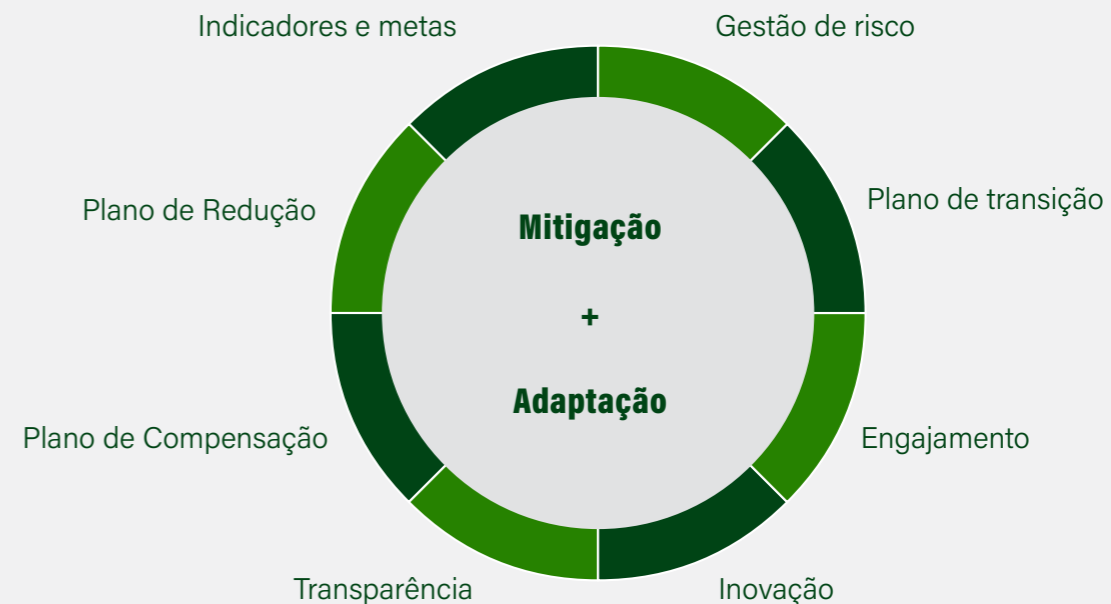 Indicadores e metas
Gestão de risco
Plano de Redução
Plano de transição
Mitigação
+
Adaptação
Plano de Compensação
Engajamento
Transparência
Inovação